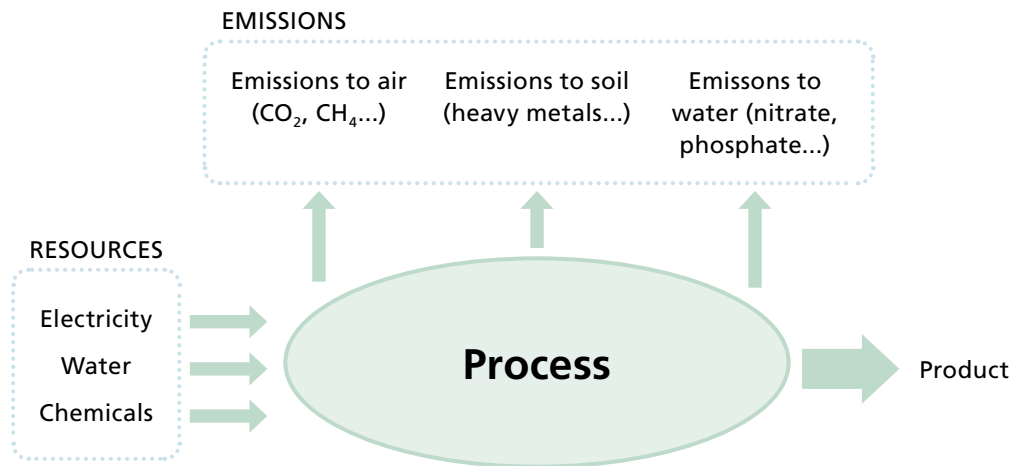 EMISSIONS
Emissions to air
(CO₂, CH₄...)
Emissions to soil
(heavy metals...)
Emissons to
water (nitrate,
phosphate...)
RESOURCES
Electricity
Water
Chemicals
Process
Product